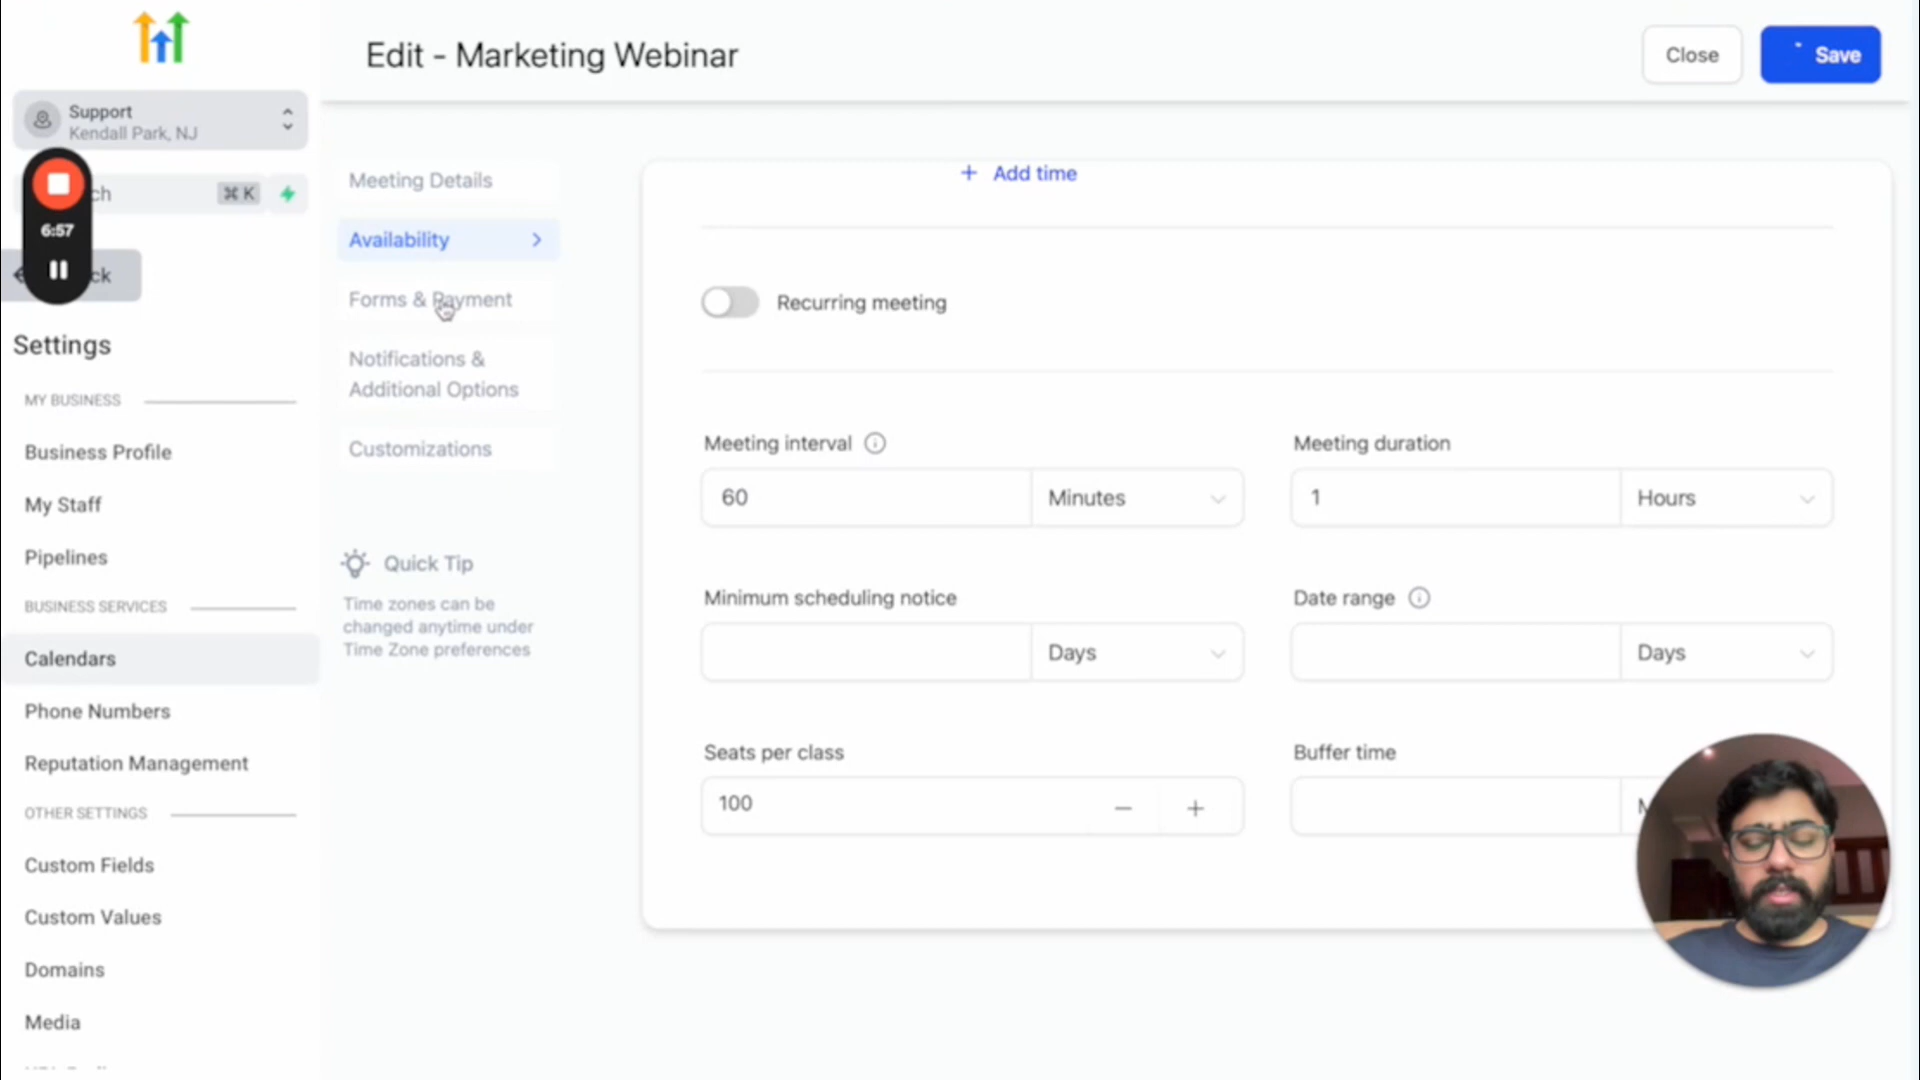 Edit - Marketing Webinar
Close
Save
Support
Kendall Park, NJ
ch
⌘ K
6:57
ck
Settings
MY BUSINESS
Business Profile
My Staff
Pipelines
BUSINESS SERVICES
Calendars
Phone Numbers
Reputation Management
OTHER SETTINGS
Custom Fields
Custom Values
Domains
Media
Meeting Details
Availability
Forms & Payment
Notifications &
Additional Options
Customizations
Quick Tip
Time zones can be
changed anytime under
Time Zone preferences
+ Add time
Recurring meeting
Meeting interval
60 Minutes
Meeting duration
1 Hours
Minimum scheduling notice
Days
Date range
Days
Seats per class
100 − +
Buffer time